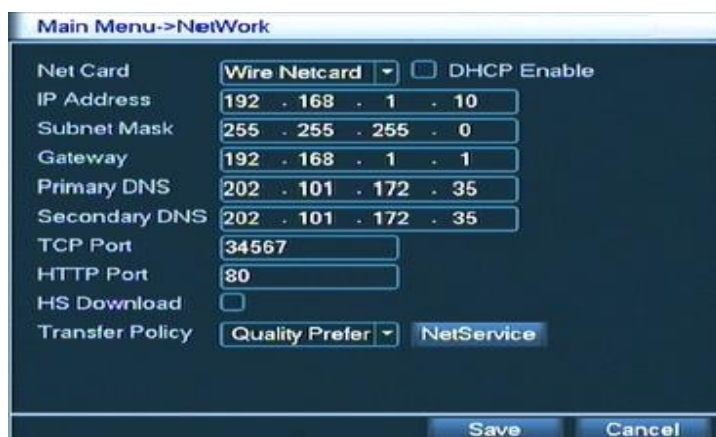 Main Menu->NetWork
Net Card Wire Netcard DHCP Enable
IP Address 192 . 168 . 1 . 10
Subnet Mask 255 . 255 . 255 . 0
Gateway 192 . 168 . 1 . 1
Primary DNS 202 . 101 . 172 . 35
Secondary DNS 202 . 101 . 172 . 35
TCP Port 34567
HTTP Port 80
HS Download
Transfer Policy Quality Prefer NetService
Save Cancel